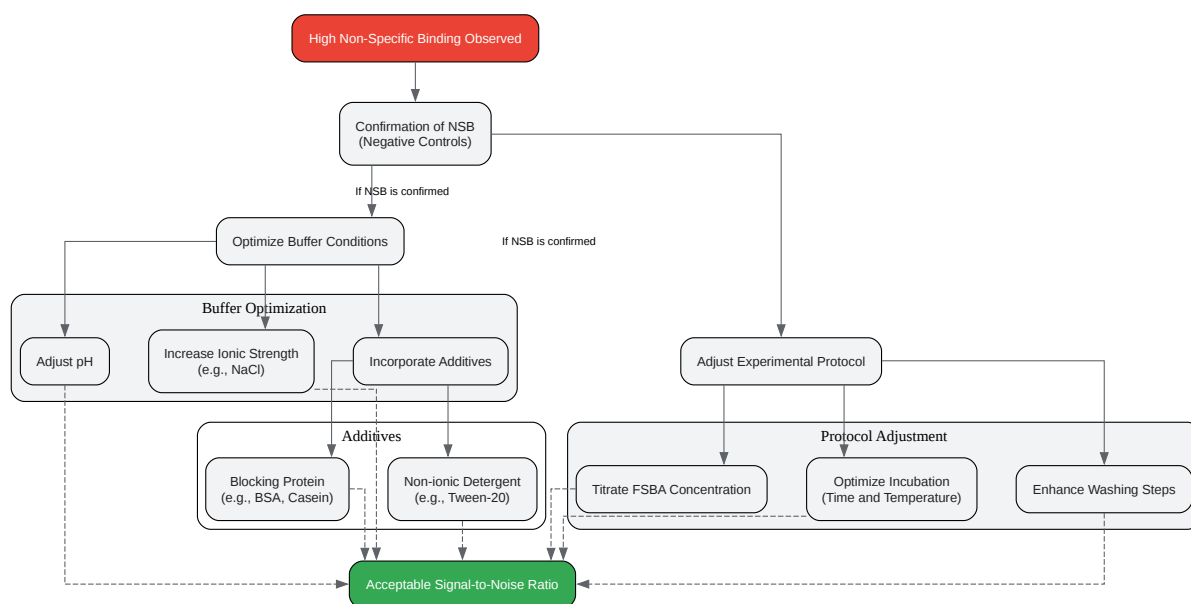 High Non-Specific Binding Observed
Confirmation of NSB
(Negative Controls)
If NSB is confirmed
Optimize Buffer Conditions
If NSB is confirmed
Buffer Optimization
Adjust pH
Increase Ionic Strength
(e.g., NaCl)
Incorporate Additives
Adjust Experimental Protocol
Additives
Blocking Protein
(e.g., BSA, Casein)
Non-ionic Detergent
(e.g., Tween-20)
Protocol Adjustment
Titrate FSBA Concentration
Optimize Incubation
(Time and Temperature)
Enhance Washing Steps
Acceptable Signal-to-Noise Ratio